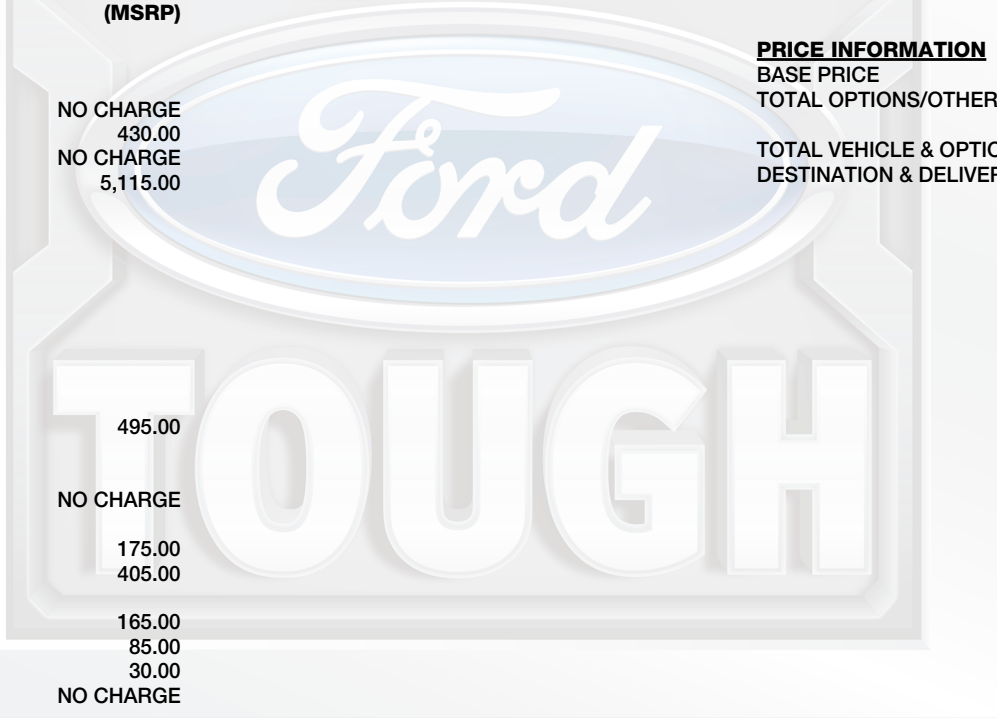 (MSRP)
NO CHARGE
430.00
NO CHARGE
5,115.00
495.00
NO CHARGE
175.00
405.00
165.00
85.00
30.00
NO CHARGE
PRICE INFORMATION
BASE PRICE
TOTAL OPTIONS/OTHER
TOTAL VEHICLE & OPTIO
DESTINATION & DELIVER
Ford
TOUGH